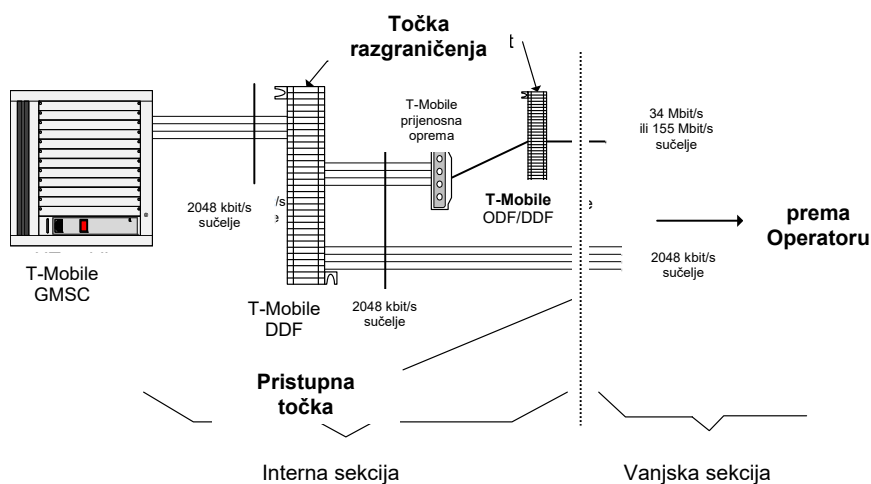 Točka
razgraničenja
t
T-Mobile
prijenosna
oprema
34 Mbit/s
ili 155 Mbit/s
sučelje
2048 kbit/s
sučelje
T-Mobile
ODF/DDF
prema
Operatoru
T-Mobile
GMSC
T-Mobile
DDF
2048 kbit/s
sučelje
2048 kbit/s
sučelje
Pristupna
točka
Interna sekcija
Vanjska sekcija